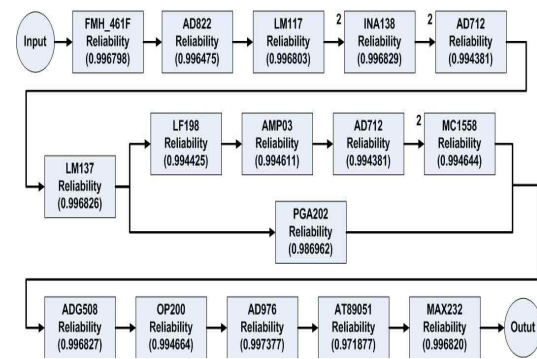 Input
FMH_461F
Reliability
(0.996798)
AD822
Reliability
(0.996475)
LM117
Reliability
(0.996803)
2
INA138
Reliability
(0.996829)
2
AD712
Reliability
(0.994381)
LM137
Reliability
(0.996826)
LF198
Reliability
(0.994425)
AMP03
Reliability
(0.994611)
AD712
Reliability
(0.994381)
2
MC1558
Reliability
(0.994644)
PGA202
Reliability
(0.986962)
ADG508
Reliability
(0.996827)
OP200
Reliability
(0.994664)
AD976
Reliability
(0.997377)
AT89051
Reliability
(0.971877)
MAX232
Reliability
(0.996820)
Outut